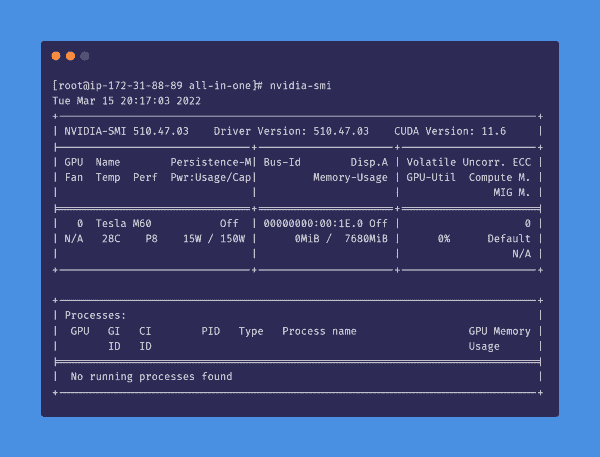 [root@ip-172-31-88-89 all-in-one]# nvidia-smi
Tue Mar 15 20:17:03 2022
+-----------------------------------------------------------------------------+
| NVIDIA-SMI 510.47.03    Driver Version: 510.47.03    CUDA Version: 11.6     |
|-------------------------------+----------------------+----------------------+
| GPU  Name        Persistence-M| Bus-Id        Disp.A | Volatile Uncorr. ECC |
| Fan  Temp  Perf  Pwr:Usage/Cap|         Memory-Usage | GPU-Util  Compute M. |
|                               |                      |               MIG M. |
|===============================+======================+======================|
|   0  Tesla M60           Off  | 00000000:00:1E.0 Off |                    0 |
| N/A   28C    P8    15W / 150W |      0MiB /  7680MiB |      0%      Default |
|                               |                      |                  N/A |
+-------------------------------+----------------------+----------------------+
+-----------------------------------------------------------------------------+
| Processes:                                                                  |
|  GPU   GI   CI        PID   Type   Process name                  GPU Memory |
|        ID   ID                                                   Usage      |
|=============================================================================|
|  No running processes found                                                 |
+-----------------------------------------------------------------------------+